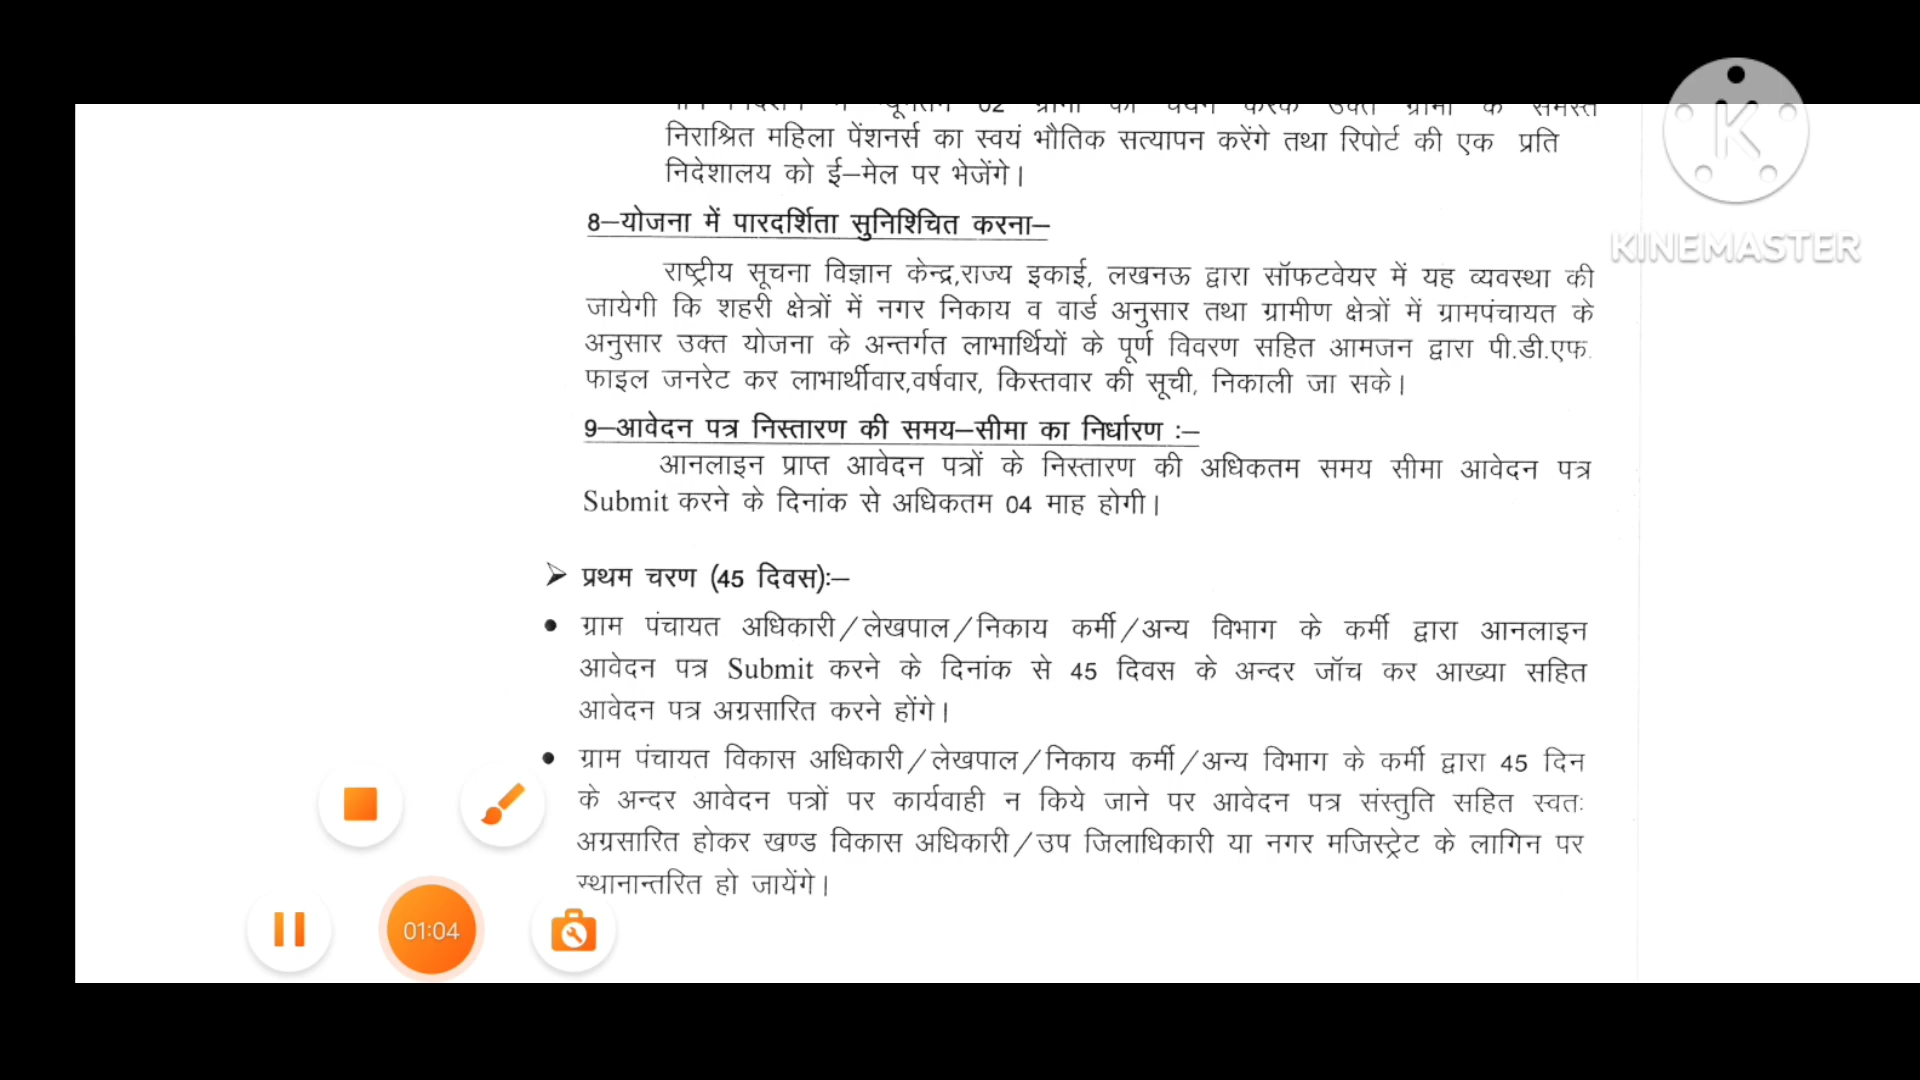 निराश्रित महिला पेंशनर्स का स्वयं भौतिक सत्यापन करेंगे तथा रिपोर्ट की एक प्रति
निदेशालय को ई–मेल पर भेजेंगे।
8–योजना में पारदर्शिता सुनिश्चित करना–
राष्ट्रीय सूचना विज्ञान केन्द्र,राज्य इकाई, लखनऊ द्वारा सॉफटवेयर में यह व्यवस्था की
जायेगी कि शहरी क्षेत्रों में नगर निकाय व वार्ड अनुसार तथा ग्रामीण क्षेत्रों में ग्रामपंचायत के
अनुसार उक्त योजना के अन्तर्गत लाभार्थियों के पूर्ण विवरण सहित आमजन द्वारा पी.डी.एफ.
फाइल जनरेट कर लाभार्थीवार,वर्षवार, किस्तवार की सूची, निकाली जा सके।
9–आवेदन पत्र निस्तारण की समय–सीमा का निर्धारण :–
आनलाइन प्राप्त आवेदन पत्रों के निस्तारण की अधिकतम समय सीमा आवेदन पत्र
Submit करने के दिनांक से अधिकतम 04 माह होगी।
➢ प्रथम चरण (45 दिवस):–
• ग्राम पंचायत अधिकारी/लेखपाल/निकाय कर्मी/अन्य विभाग के कर्मी द्वारा आनलाइन
आवेदन पत्र Submit करने के दिनांक से 45 दिवस के अन्दर जॉच कर आख्या सहित
आवेदन पत्र अग्रसारित करने होंगे।
• ग्राम पंचायत विकास अधिकारी/लेखपाल/निकाय कर्मी/अन्य विभाग के कर्मी द्वारा 45 दिन
के अन्दर आवेदन पत्रों पर कार्यवाही न किये जाने पर आवेदन पत्र संस्तुति सहित स्वतः
अग्रसारित होकर खण्ड विकास अधिकारी/उप जिलाधिकारी या नगर मजिस्ट्रेट के लागिन पर
स्थानान्तरित हो जायेंगे।
01:04
K
KINEMASTER